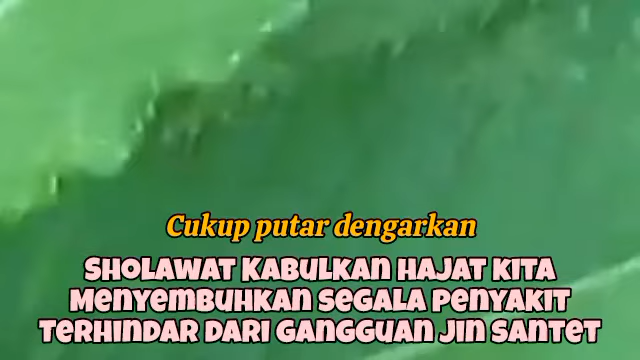 Cukup putar dengarkan
SHOLAWAT KABULKAN HAJAT KITA
MENYEMBUHKAN SEGALA PENYAKIT
TERHINDAR DARI GANGGUAN JIN SANTET